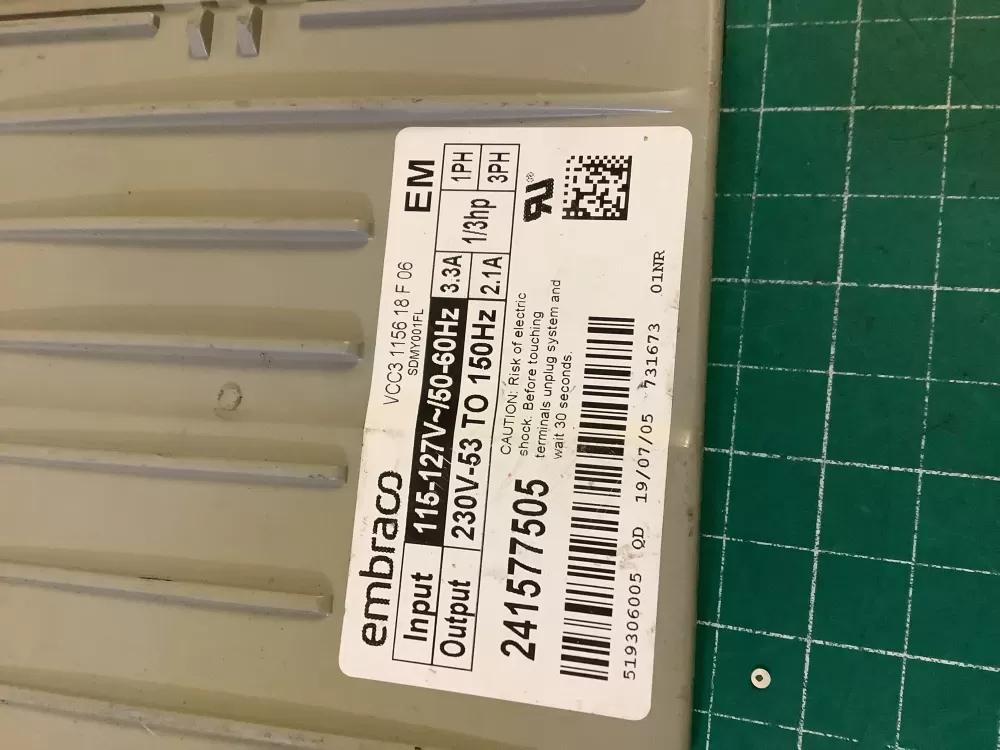 embraco
VCC3 1156 18 F 06
SDMY001FL
EM
Input 115-127V~/50-60Hz 3.3A 1/3hp 1PH
Output 230V-53 TO 150Hz 2.1A 3PH
241577505
CAUTION: Risk of electric
shock. Before touching
terminals unplug system and
wait 30 seconds.
RU®
519306005 QD 19/07/05 731673 01NR